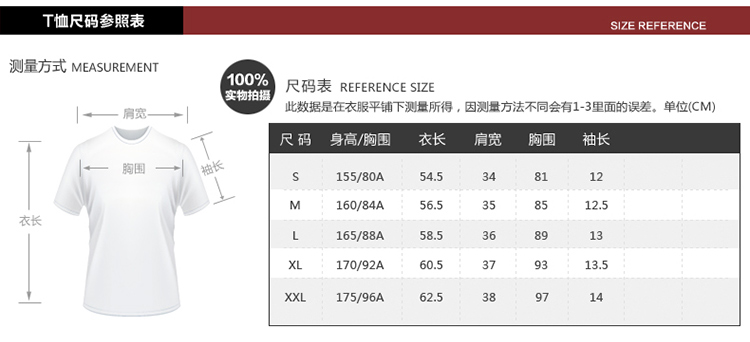 T恤尺码参照表
SIZE REFERENCE
测量方式 MEASUREMENT
100%
实物拍摄
尺码表 REFERENCE SIZE
此数据是在衣服平铺下测量所得，因测量方法不同会有1-3里面的误差。单位(CM)
肩宽
胸围
袖长
衣长
尺 码 身高/胸围 衣长 肩宽 胸围 袖长
S 155/80A 54.5 34 81 12
M 160/84A 56.5 35 85 12.5
L 165/88A 58.5 36 89 13
XL 170/92A 60.5 37 93 13.5
XXL 175/96A 62.5 38 97 14